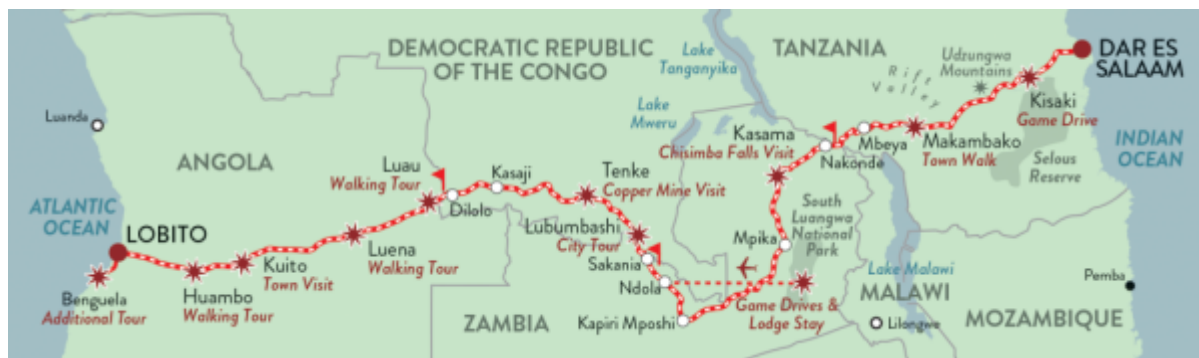 DEMOCRATIC REPUBLIC
OF THE CONGO
Lake
Tanganyika
TANZANIA
Udzungwa
Mountains
DAR ES
SALAAM
Rift
Valley
Lake
Mweru
Kisaki
Game Drive
Luanda
Kasama
Chisimba Falls Visit
Mbeya
Makambako
Town Walk
INDIAN
OCEAN
Nakonde
Selous
Reserve
ANGOLA
Luau
Walking Tour
Kasaji
Tenke
Copper Mine Visit
Dilolo
ATLANTIC
OCEAN
LOBITO
Lubumbashi
City Tour
South
Luangwa
National
Park
Mpika
Luena
Walking Tour
Kuito
Town Visit
Sakania
Lake Malawi
Ndola
Pemba
Benguela
Additional Tour
Huambo
Walking Tour
MALAWI
Game Drives &
Lodge Stay
ZAMBIA
Kapiri Mposhi
Lilongwe
MOZAMBIQUE